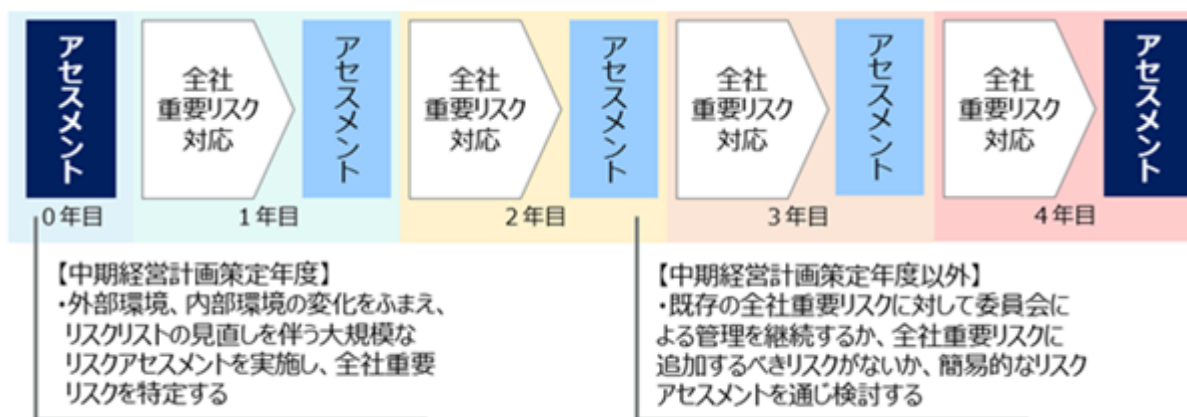 アセスメント
全社
重要リスク
対応
アセスメント
全社
重要リスク
対応
アセスメント
全社
重要リスク
対応
アセスメント
全社
重要リスク
対応
アセスメント
0年目
1年目
2年目
3年目
4年目
【中期経営計画策定年度】
・外部環境、内部環境の変化をふまえ、
リスクリストの見直しを伴う大規模な
リスクアセスメントを実施し、全社重要
リスクを特定する
【中期経営計画策定年度以外】
・既存の全社重要リスクに対して委員会に
よる管理を継続するか、全社重要リスクに
追加するべきリスクがないか、簡易的なリスク
アセスメントを通じ検討する